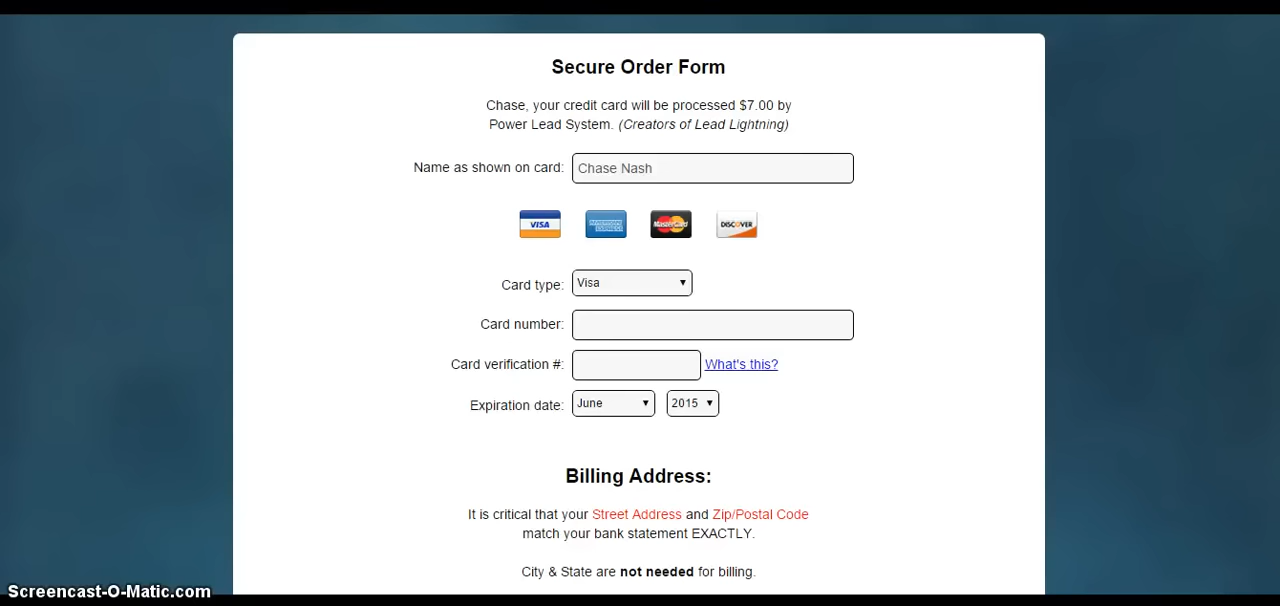 Secure Order Form
Chase, your credit card will be processed $7.00 by
Power Lead System. (Creators of Lead Lightning)
Name as shown on card: Chase Nash
VISA AMERICAN EXPRESS MasterCard DISCOVER
Card type: Visa
Card number:
Card verification #: What's this?
Expiration date: June 2015
Billing Address:
It is critical that your Street Address and Zip/Postal Code
match your bank statement EXACTLY.
City & State are not needed for billing.
Screencast-O-Matic.com